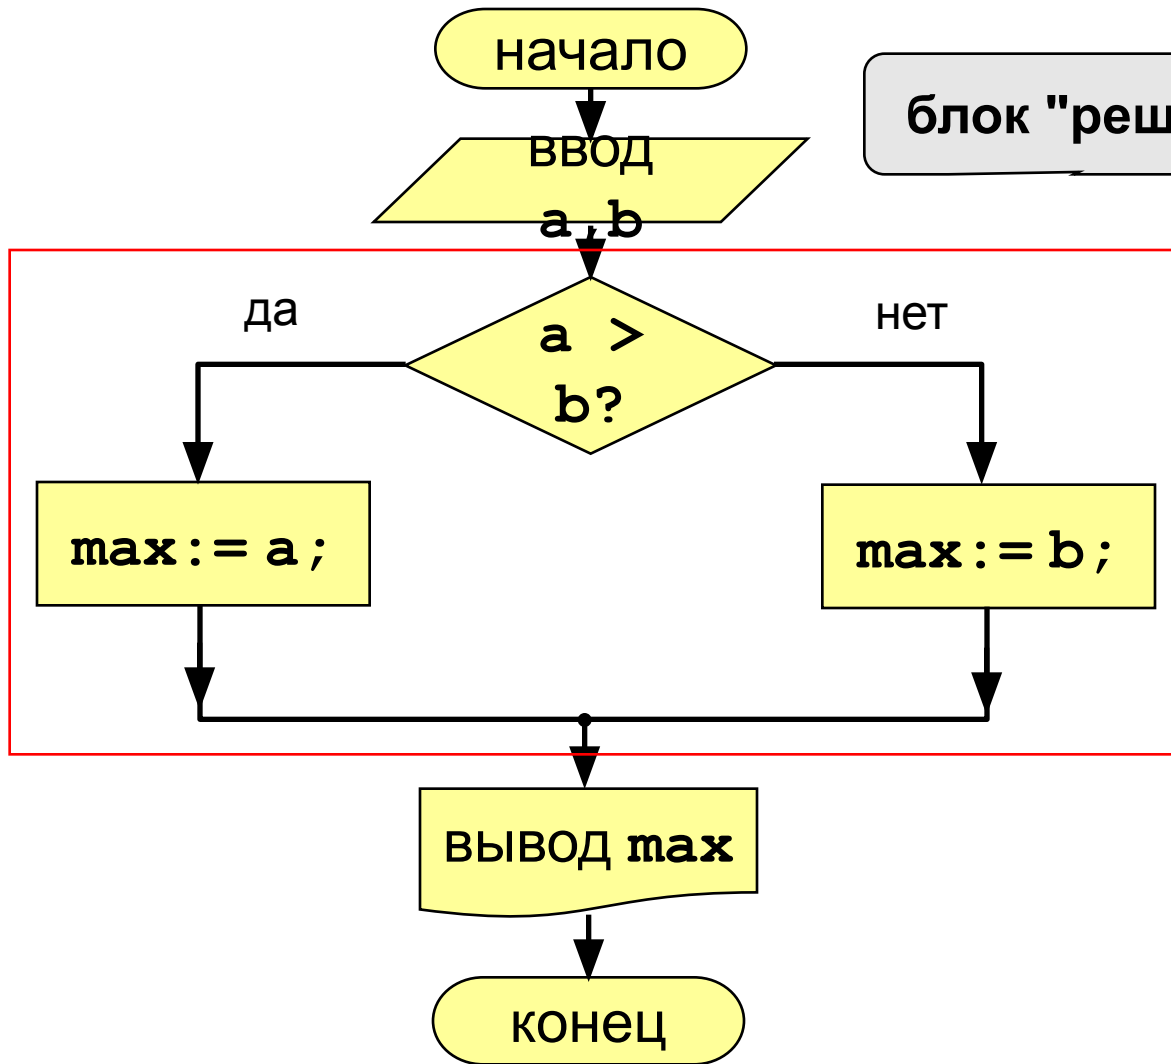 начало
блок "реш
ввод
a,b
да
нет
a >
b?
max:= a;
max:= b;
вывод max
конец